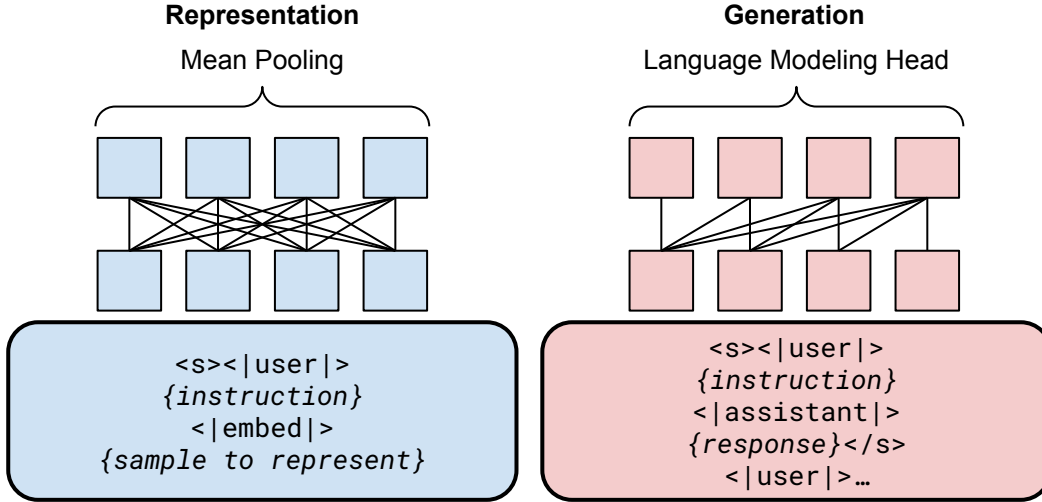 Representation
Mean Pooling
<s><|user|>
{instruction}
<|embed|>
{sample to represent}
Generation
Language Modeling Head
<s><|user|>
{instruction}
<|assistant|>
{response}</s>
<|user|>…